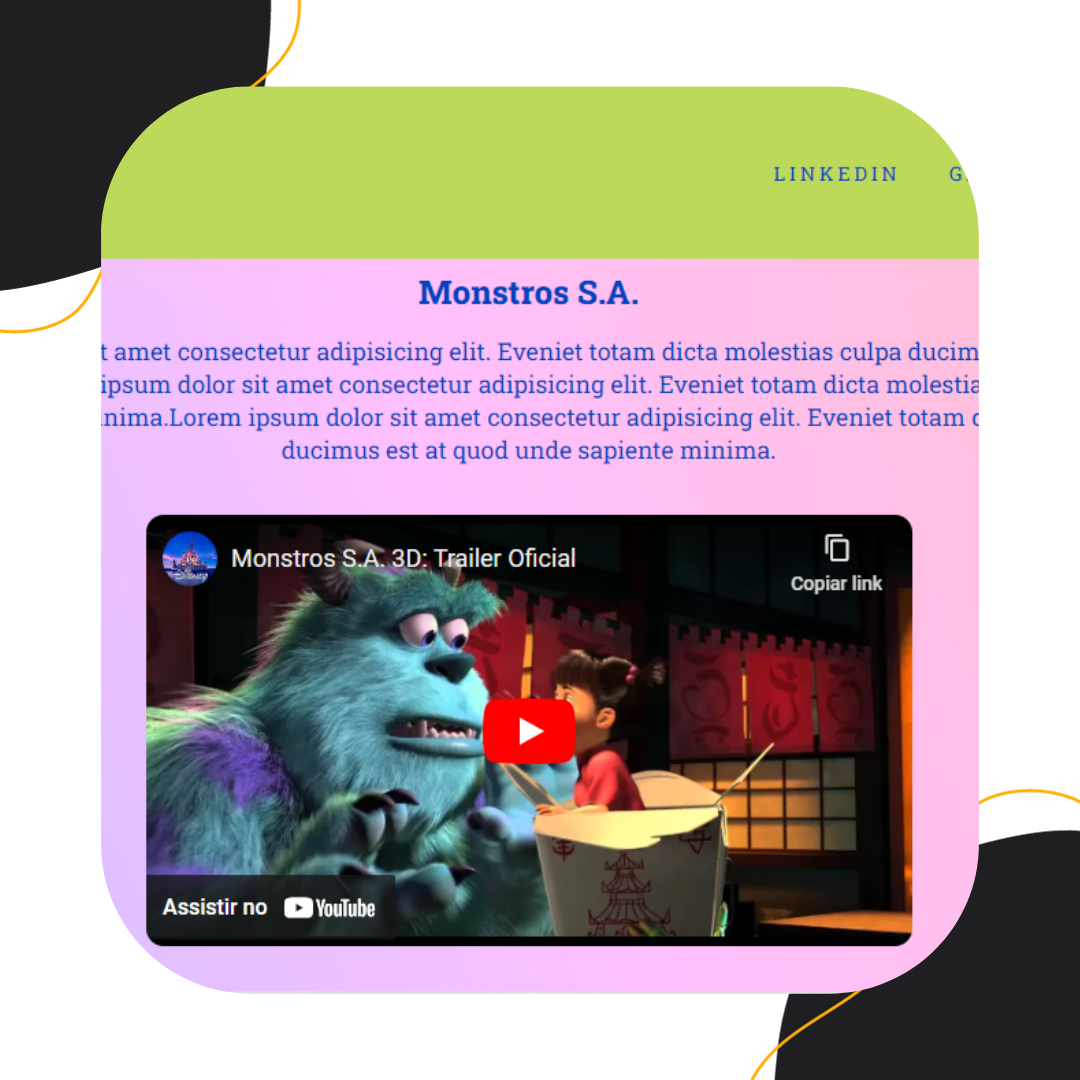 LINKEDIN G
Monstros S.A.
t amet consectetur adipisicing elit. Eveniet totam dicta molestias culpa ducim
ipsum dolor sit amet consectetur adipisicing elit. Eveniet totam dicta molestia
nima.Lorem ipsum dolor sit amet consectetur adipisicing elit. Eveniet totam
ducimus est at quod unde sapiente minima.
Disney
Monstros S.A. 3D: Trailer Oficial
Copiar link
Assistir no YouTube